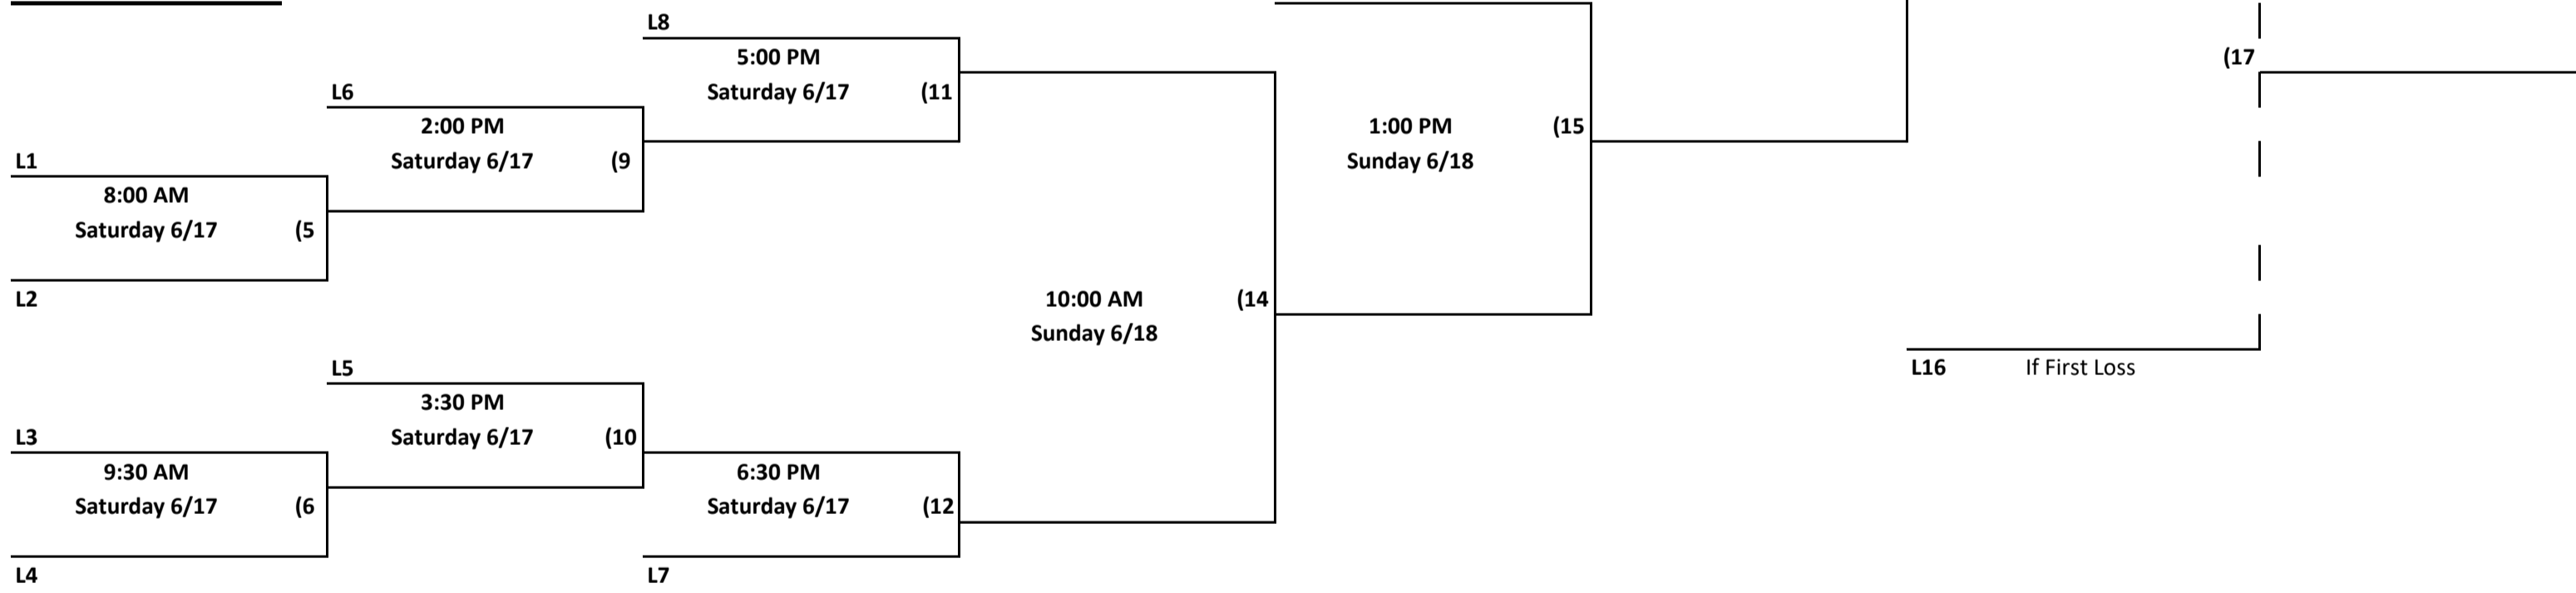 L8
5:00 PM
(17
L6
Saturday 6/17 (11
2:00 PM
1:00 PM (15
L1
Saturday 6/17 (9
Sunday 6/18
8:00 AM
Saturday 6/17 (5
L2
10:00 AM (14
Sunday 6/18
L5
L16 If First Loss
3:30 PM
L3
Saturday 6/17 (10
9:30 AM
6:30 PM
Saturday 6/17 (6
Saturday 6/17 (12
L4
L7